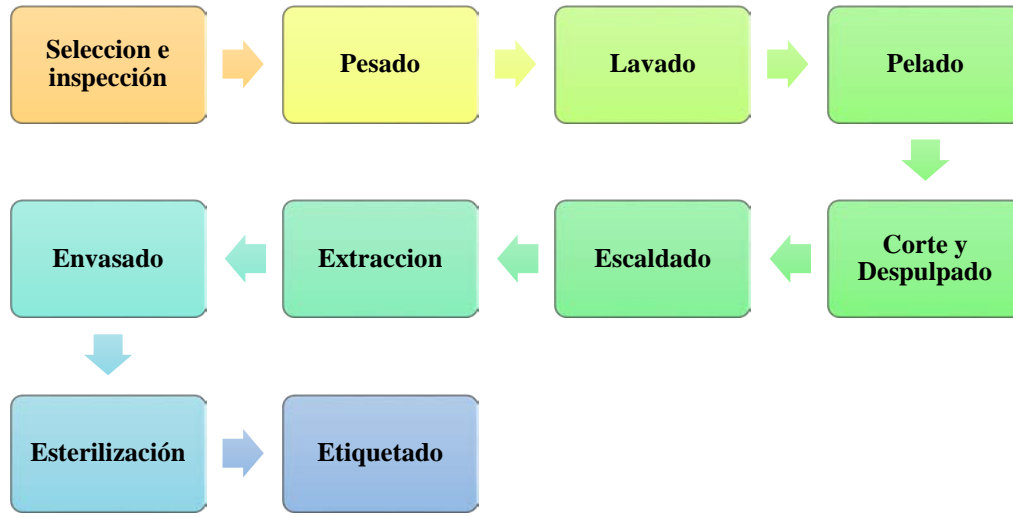 Seleccion e
inspección
Pesado
Lavado
Pelado
Corte y
Despulpado
Escaldado
Extraccion
Envasado
Esterilización
Etiquetado